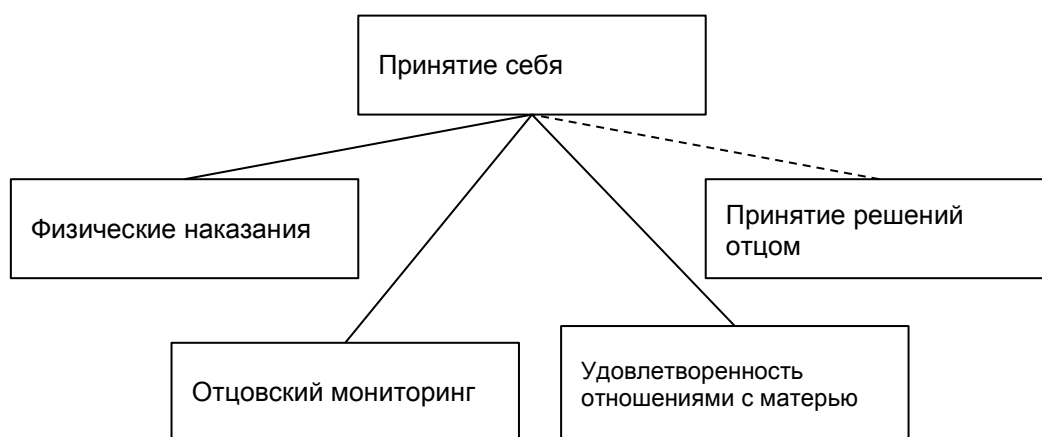 Принятие себя
Физические наказания
Принятие решений
отцом
Отцовский мониторинг
Удовлетворенность
отношениями с матерью